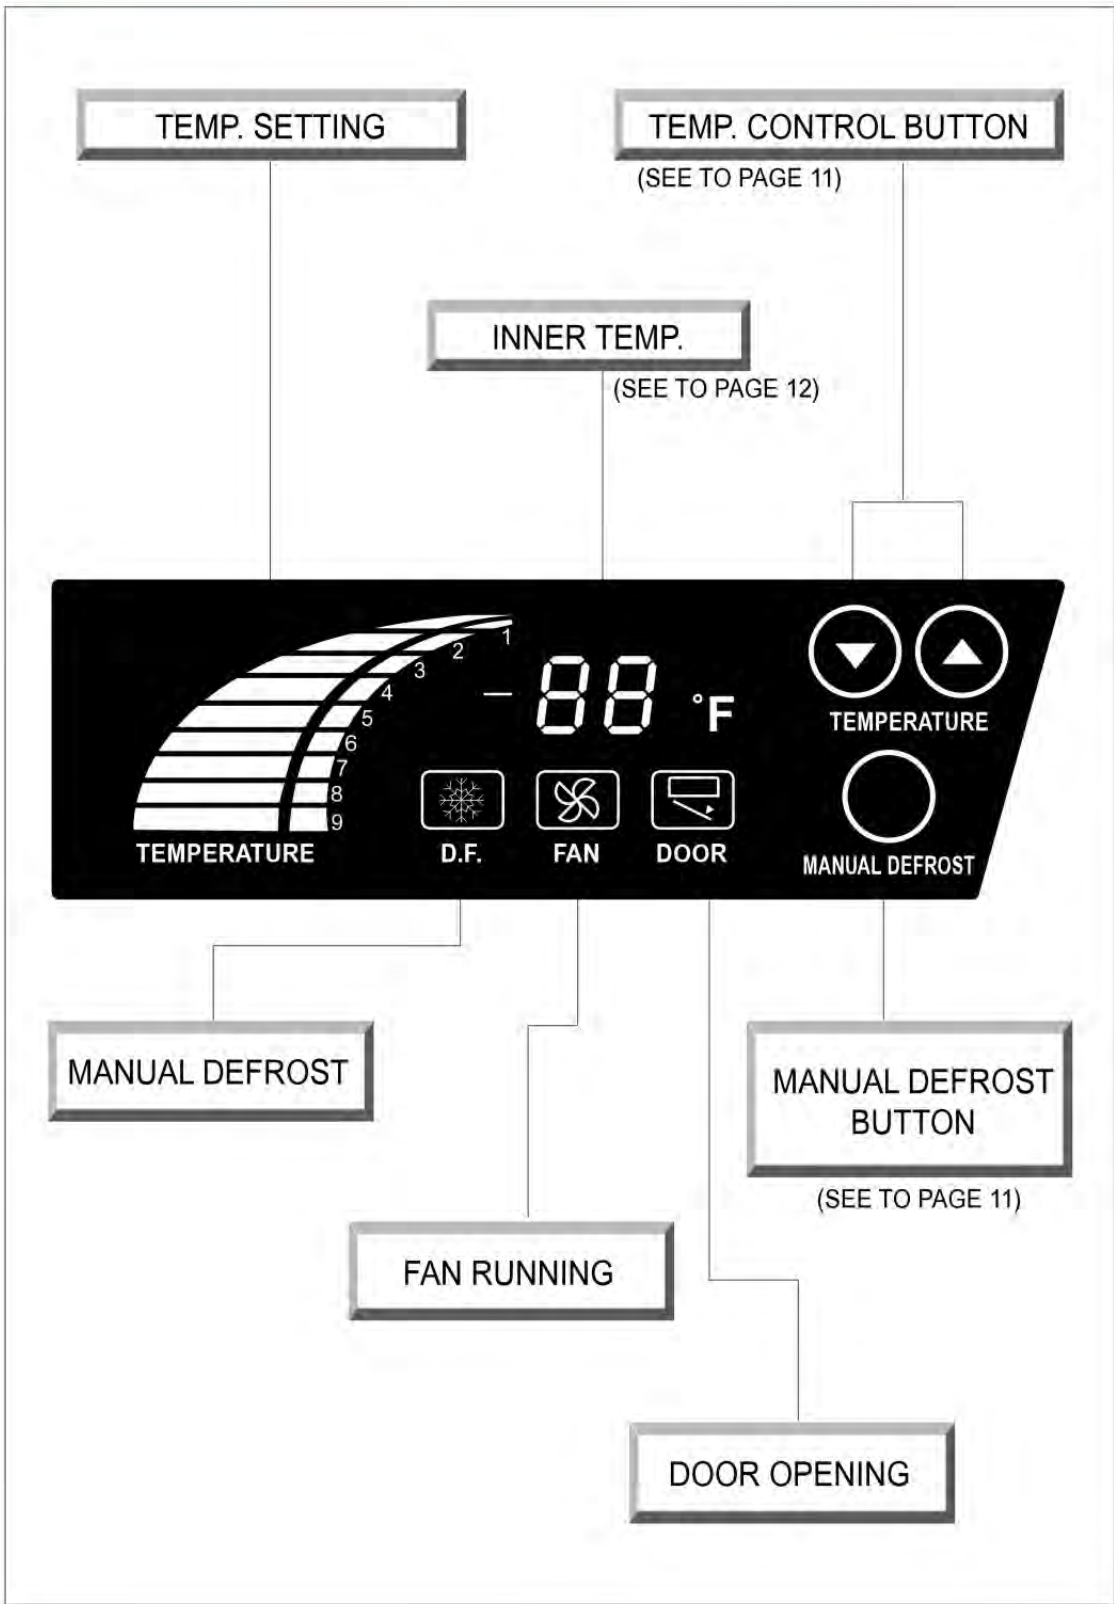 TEMP. SETTING
TEMP. CONTROL BUTTON
(SEE TO PAGE 11)
INNER TEMP.
(SEE TO PAGE 12)
1
2
3
4
5
6
7
8
9
TEMPERATURE
-88 °F
D.F.
FAN
DOOR
TEMPERATURE
MANUAL DEFROST
MANUAL DEFROST
FAN RUNNING
DOOR OPENING
MANUAL DEFROST
BUTTON
(SEE TO PAGE 11)